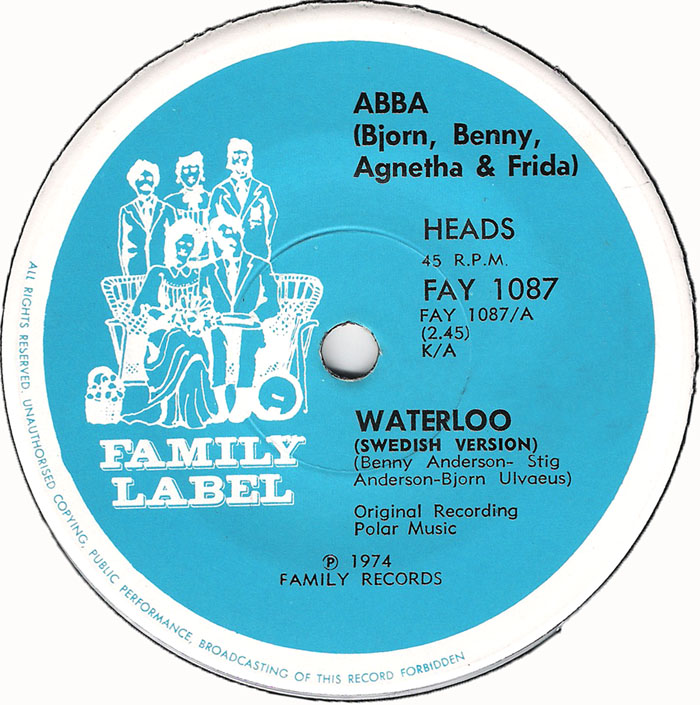 ABBA
(Bjorn, Benny,
Agnetha & Frida)
HEADS
45 R.P.M.
FAY 1087
FAY 1087/A
(2.45)
K/A
WATERLOO
(SWEDISH VERSION)
(Benny Anderson- Stig
Anderson-Bjorn Ulvaeus)
Original Recording
Polar Music
℗ 1974
FAMILY RECORDS
FAMILY
LABEL
ALL RIGHTS RESERVED. UNAUTHORISED COPYING, PUBLIC PERFORMANCE, BROADCASTING OF THIS RECORD FORBIDDEN